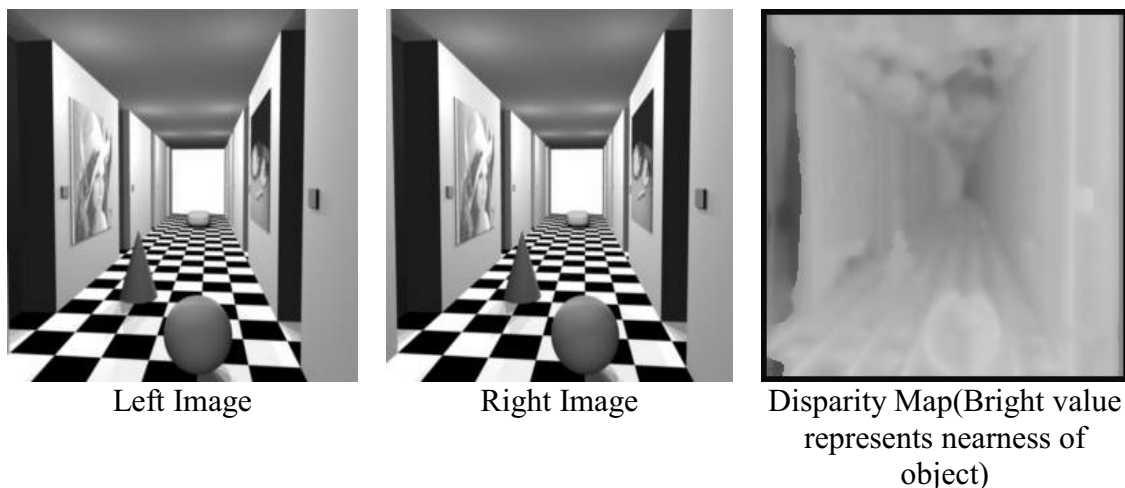 Left Image
Right Image
Disparity Map(Bright value
represents nearness of
object)